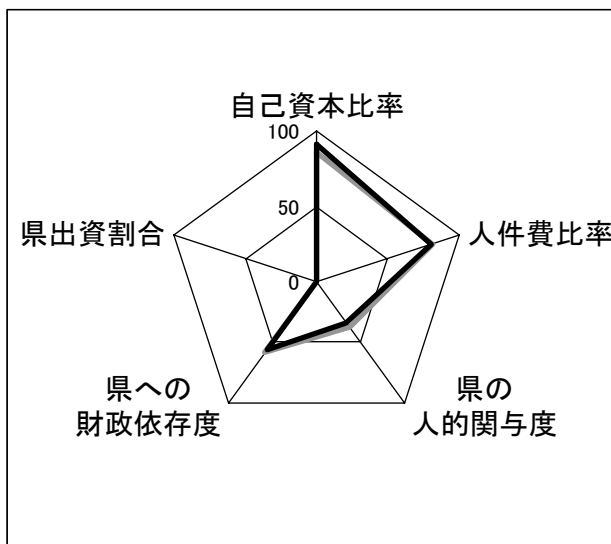 自己資本比率
100
50
0
県出資割合
人件費比率
県への
財政依存度
県の
人的関与度